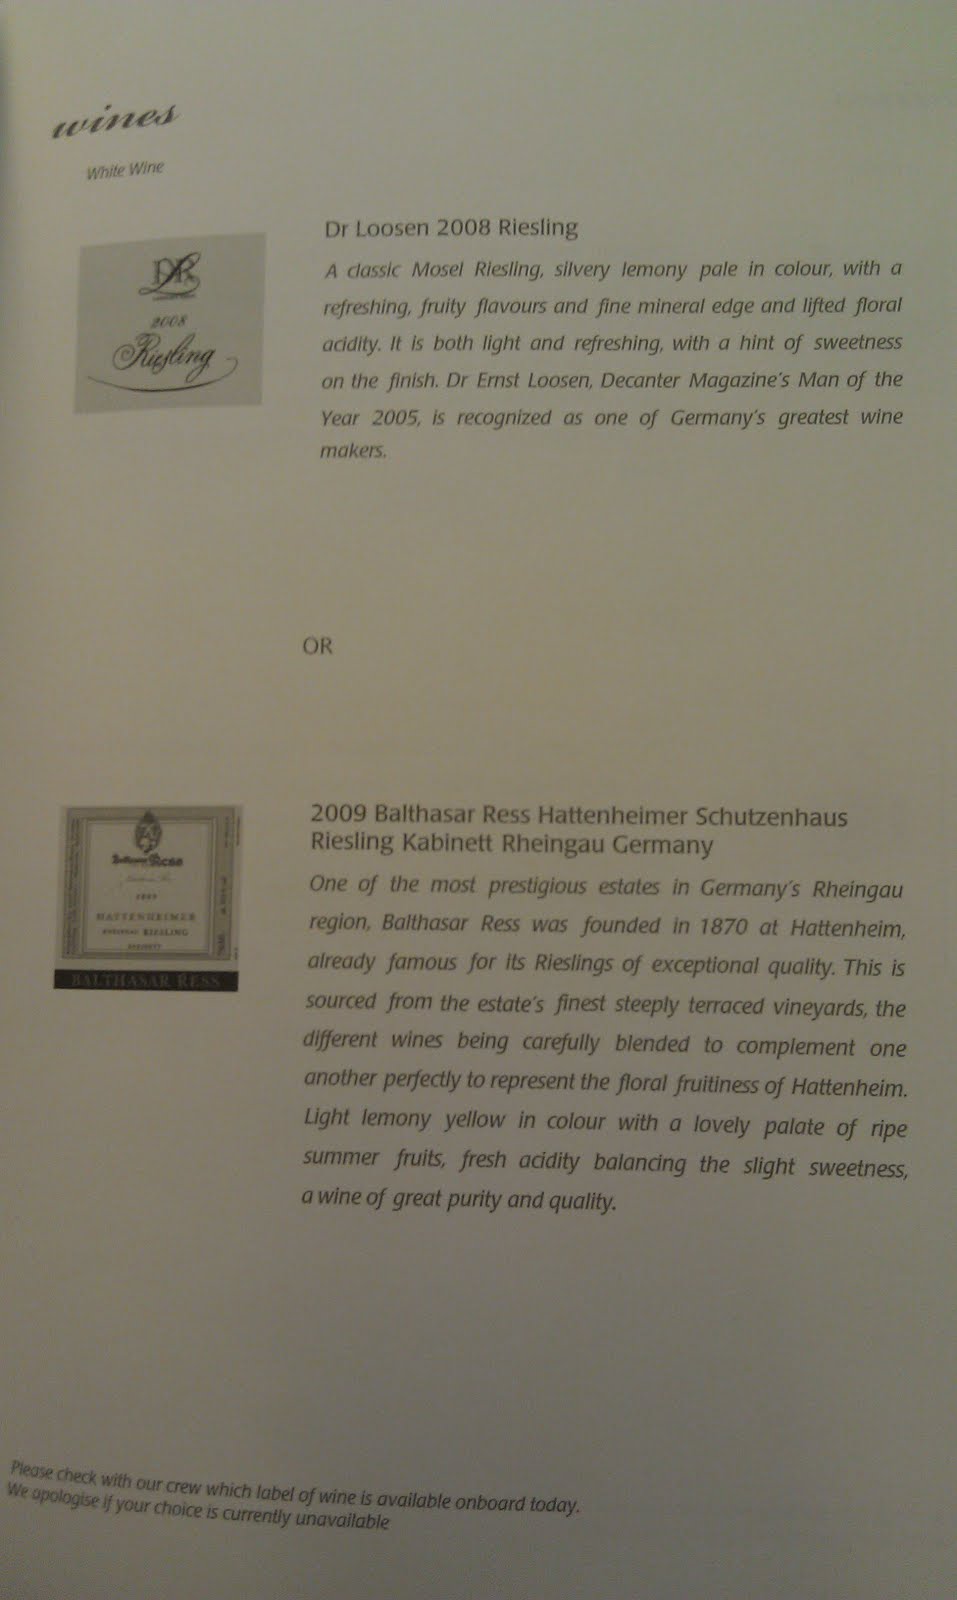 wines
White Wine
DR
L
2008
Riesling
Dr Loosen 2008 Riesling
A classic Mosel Riesling, silvery lemony pale in colour, with a
refreshing, fruity flavours and fine mineral edge and lifted floral
acidity. It is both light and refreshing, with a hint of sweetness
on the finish. Dr Ernst Loosen, Decanter Magazine's Man of the
Year 2005, is recognized as one of Germany's greatest wine
makers.
OR
Balthasar Ress
HATTENHEIMER
RHEINGAU RIESLING
KABINETT
BALTHASAR RESS
2009 Balthasar Ress Hattenheimer Schutzenhaus
Riesling Kabinett Rheingau Germany
One of the most prestigious estates in Germany's Rheingau
region, Balthasar Ress was founded in 1870 at Hattenheim,
already famous for its Rieslings of exceptional quality. This is
sourced from the estate's finest steeply terraced vineyards, the
different wines being carefully blended to complement one
another perfectly to represent the floral fruitiness of Hattenheim.
Light lemony yellow in colour with a lovely palate of ripe
summer fruits, fresh acidity balancing the slight sweetness,
a wine of great purity and quality.
Please check with our crew which label of wine is available onboard today.
We apologise if your choice is currently unavailable